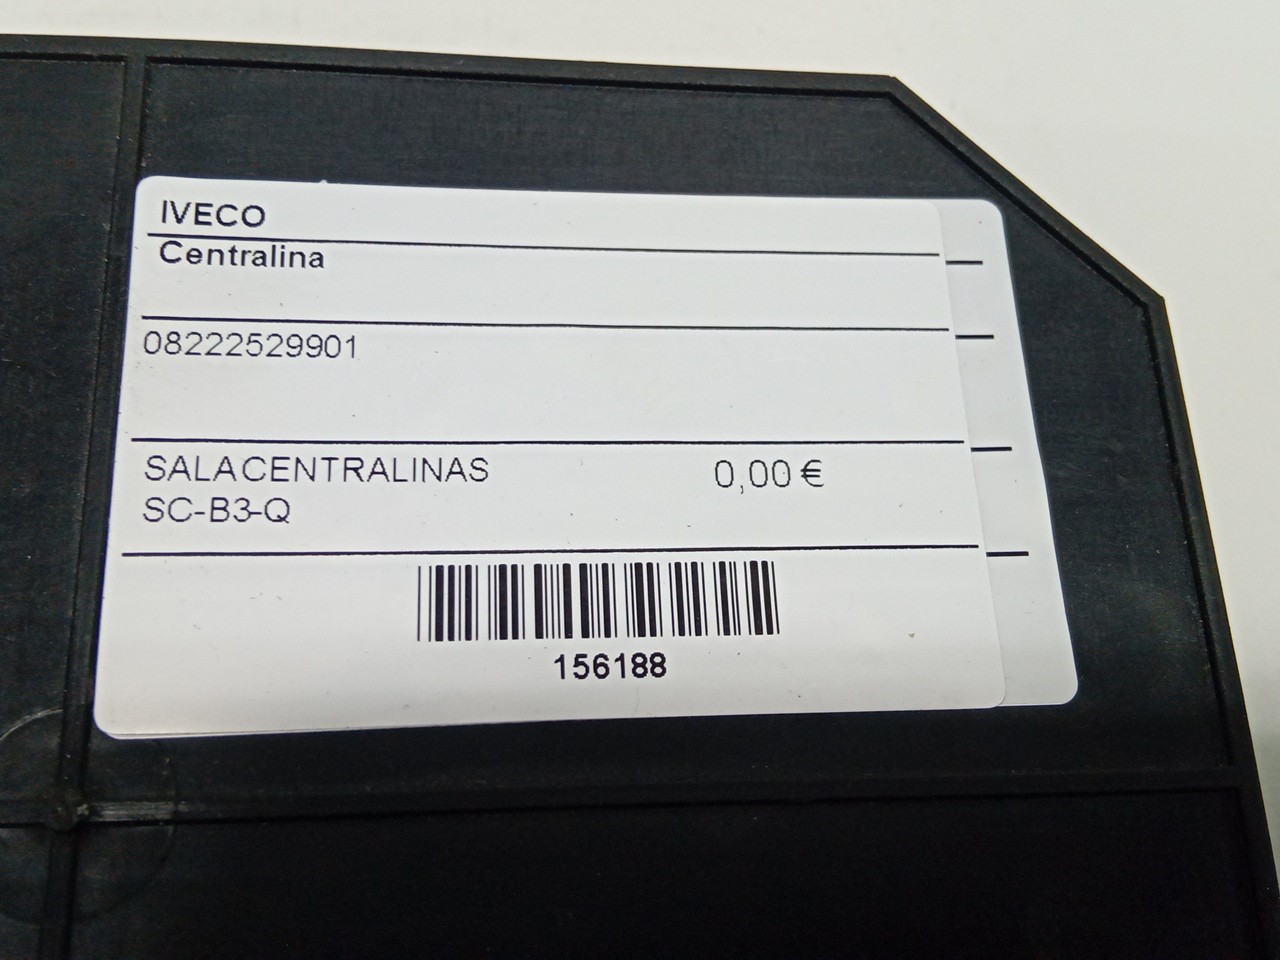 IVECO
Centralina
08222529901
SALACENTRALINAS 0,00 €
SC-B3-Q
156188